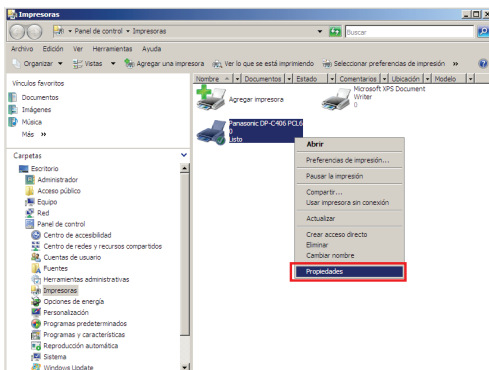 Impresoras
Panel de control ▾ Impresoras
Buscar
Archivo Edición Ver Herramientas Ayuda
Organizar Vistas Agregar una impresora Ver lo que se está imprimiendo Seleccionar preferencias de impresión »
Vínculos favoritos
Documentos
Imágenes
Música
Más »
Carpetas
Escritorio
Administrador
Acceso público
Equipo
Red
Panel de control
Centro de accesibilidad
Centro de redes y recursos compartidos
Cuentas de usuario
Fuentes
Herramientas administrativas
Impresoras
Opciones de energía
Personalización
Programas predeterminados
Programas y características
Reproducción automática
Sistema
Windows Update
Nombre Documentos Estado Comentarios Ubicación Modelo
Agregar impresora
Microsoft XPS Document
Writer
0
Panasonic DP-C406 PCL6
0
Listo
Abrir
Preferencias de impresión...
Pausar la impresión
Compartir...
Usar impresora sin conexión
Actualizar
Crear acceso directo
Eliminar
Cambiar nombre
Propiedades